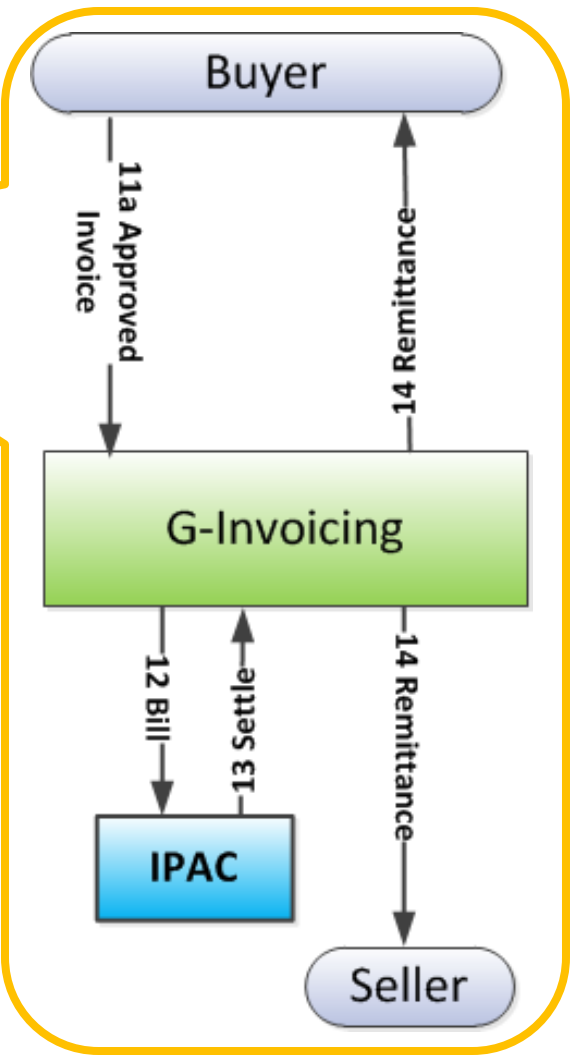 Buyer
11a Approved
Invoice
14 Remittance
G-Invoicing
12 Bill
13 Settle
14 Remittance
IPAC
Seller